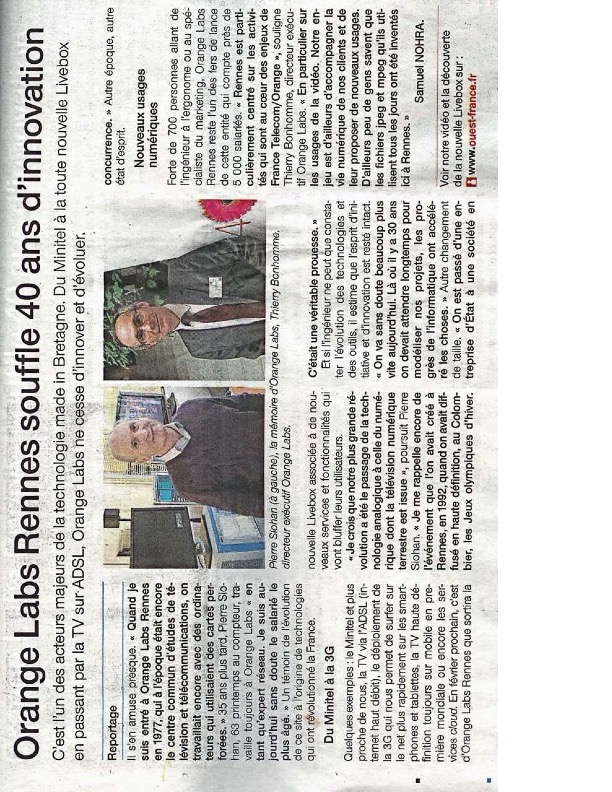 Orange Labs Rennes souffle 40 ans d'innovation
C'est l'un des acteurs majeurs de la technologie made in Bretagne. Du Minitel à la toute nouvelle Livebox
en passant par la TV sur ADSL, Orange Labs ne cesse d'innover et d'évoluer.
Reportage
Il s'en amuse presque. « Quand je
suis entré à Orange Labs Rennes
en 1977, qui à l'époque était encore
le centre commun d'études de té-
lévision et télécommunications, on
travaillait encore avec des ordina-
teurs qui utilisaient des cartes per-
forées. » 35 ans plus tard, Pierre Sio-
han, 63 printemps au compteur, tra-
vaille toujours à Orange Labs « en
tant qu'expert réseau. Je suis au-
jourd'hui sans doute le salarié le
plus âgé. » Un témoin de l'évolution
de ce site à l'origine de technologies
qui ont révolutionné la France.
Du Minitel à la 3G
Quelques exemples : le Minitel et plus
proche de nous, la TV via l'ADSL (in-
ternet haut débit), le déploiement de
la 3G qui nous permet de surfer sur
le net plus rapidement sur les smart-
phones et tablettes, la TV haute dé-
finition toujours sur mobile en pre-
mière mondiale ou encore les ser-
vices cloud. En février prochain, c'est
d'Orange Labs Rennes que sortira la
Pierre Siohan (à gauche), la mémoire d'Orange Labs, Thierry Bonhomme,
directeur exécutif Orange Labs.
nouvelle Livebox associée à de nou-
veaux services et fonctionnalités qui
vont bluffer leurs utilisateurs.
« Je crois que notre plus grande ré-
volution a été le passage de la tech-
nologie analogique à celle du numé-
rique dont la télévision numérique
terrestre est issue », poursuit Pierre
Siohan. « Je me rappelle encore de
l'événement que l'on avait créé à
Rennes, en 1992, quand on avait dif-
fusé en haute définition, au Colom-
bier, les Jeux olympiques d'hiver.
C'était une véritable prouesse. »
Et si l'ingénieur ne peut que consta-
ter l'évolution des technologies et
des outils, il estime que l'esprit d'ini-
tiative et d'innovation est resté intact.
« On va sans doute beaucoup plus
vite aujourd'hui. Là où il y a 30 ans
on devait attendre longtemps pour
modéliser nos projets, les pro-
grès de l'informatique ont accélé-
ré les choses. » Autre changement
de taille. « On est passé d'une en-
treprise d'État à une société en
concurrence. » Autre époque, autre
état d'esprit.
Nouveaux usages
numériques
Forte de 700 personnes allant de
l'ingénieur à l'ergonome ou au spé-
cialiste du marketing, Orange Labs
Rennes reste l'un des fers de lance
de cette entité qui compte près de
5 000 salariés. « Rennes est parti-
culièrement centré sur les activi-
tés qui sont au cœur des enjeux de
France Telecom/Orange », souligne
Thierry Bonhomme, directeur exécu-
tif Orange Labs. « En particulier sur
les usages de la vidéo. Notre en-
jeu est d'ailleurs d'accompagner la
vie numérique de nos clients et de
leur proposer de nouveaux usages.
D'ailleurs peu de gens savent que
les fichiers jpeg et mpeg qu'ils uti-
lisent tous les jours ont été inventés
ici à Rennes. »
Samuel NOHRA.
Voir notre vidéo et la découverte
de la nouvelle Livebox sur :
www.ouest-france.fr